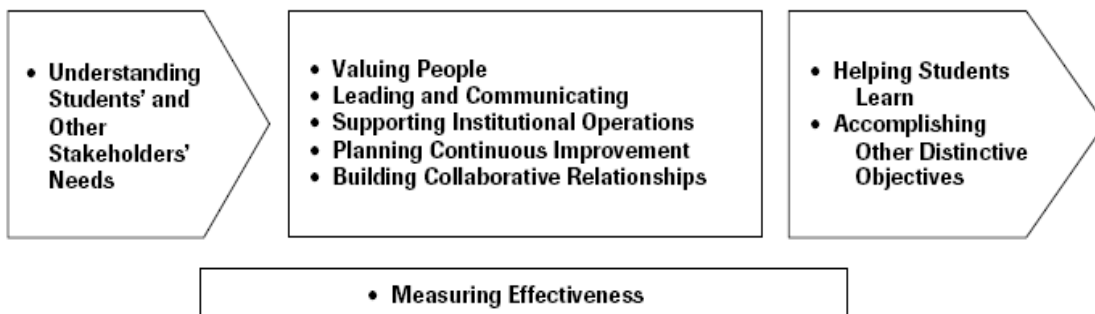 • Understanding
Students' and
Other
Stakeholders'
Needs
• Valuing People
• Leading and Communicating
• Supporting Institutional Operations
• Planning Continuous Improvement
• Building Collaborative Relationships
• Helping Students
Learn
• Accomplishing
Other Distinctive
Objectives
• Measuring Effectiveness